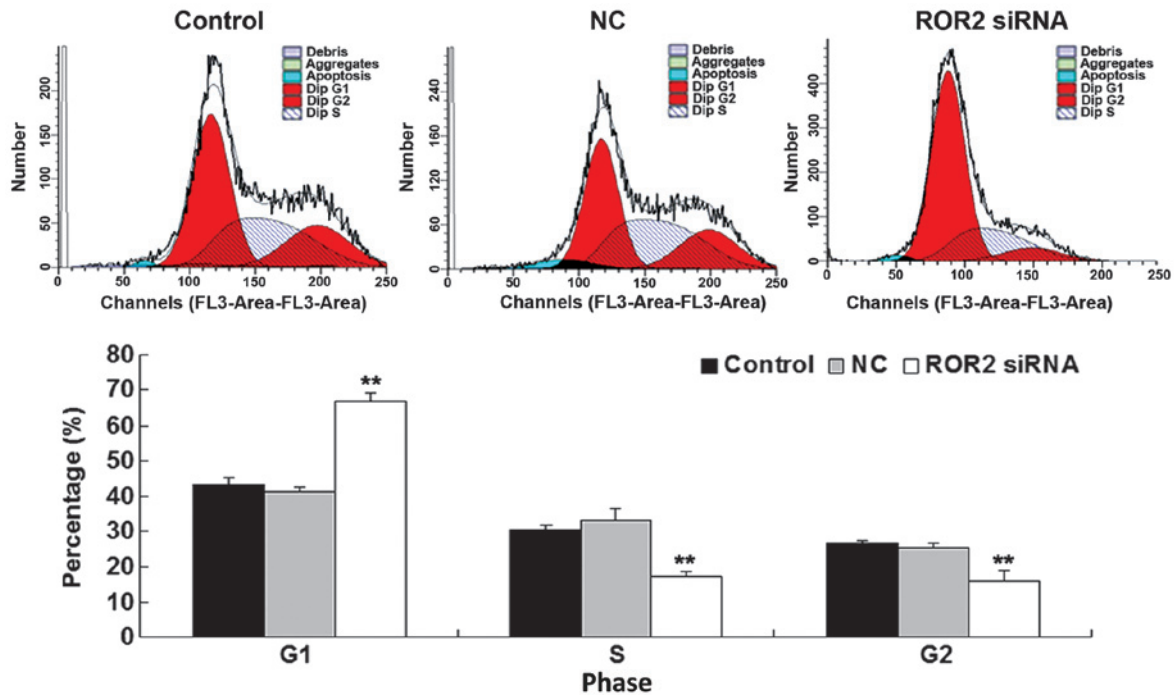 Control
NC
ROR2 siRNA
Number
200
150
100
50
0
Debris
Aggregates
Apoptosis
Dip G1
Dip G2
Dip S
0 50 100 150 200 250
Channels (FL3-Area-FL3-Area)
Number
240
160
120
60
0
Debris
Aggregates
Apoptosis
Dip G1
Dip G2
Dip S
0 50 100 150 200 250
Channels (FL3-Area-FL3-Area)
Number
400
300
200
100
0
Debris
Aggregates
Apoptosis
Dip G1
Dip G2
Dip S
0 50 100 150 200 250
Channels (FL3-Area-FL3-Area)
Percentage (%)
80
70
60
50
40
30
20
10
0
Control NC ROR2 siRNA
**
**
**
G1 S G2
Phase